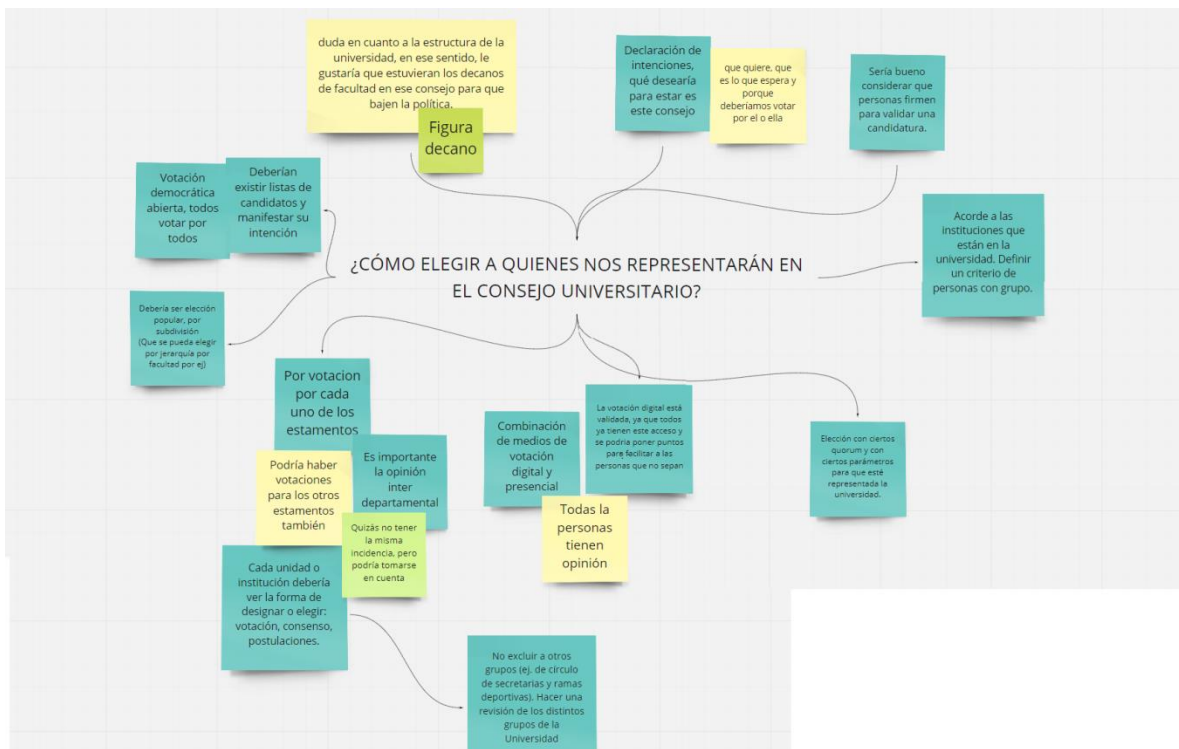 duda en cuanto a la estructura de la
universidad, en ese sentido, le
gustaría que estuvieran los decanos
de facultad en ese consejo para que
bajen la política.
Figura
decano
Declaración de
intenciones,
qué desearía
para estar es
este consejo
que quiere, que
es lo que espera y
porque
deberíamos votar
por el o ella
Sería bueno
considerar que
personas firmen
para validar una
candidatura.
Votación
democrática
abierta, todos
votar por
todos
Deberían
existir listas de
candidatos y
manifestar su
intención
Acorde a las
instituciones que
están en la
universidad. Definir
un criterio de
personas con grupo.
¿CÓMO ELEGIR A QUIENES NOS REPRESENTARÁN EN
EL CONSEJO UNIVERSITARIO?
Debería ser elección
popular, por
subdivisión
(Que se pueda elegir
por jerarquía por
facultad por ej)
Por votacion
por cada
uno de los
estamentos
Podría haber
votaciones
para los otros
estamentos
también
Es importante
la opinión
inter
departamental
Quizás no tener
la misma
incidencia, pero
podría tomarse
en cuenta
Cada unidad o
institución debería
ver la forma de
designar o elegir:
votación, consenso,
postulaciones.
Combinación
de medios de
votación
digital y
presencial
La votación digital está
validada, ya que todos
ya tienen este acceso y
se podria poner puntos
para facilitar a las
personas que no sepan
Todas la
personas
tienen
opinión
Elección con ciertos
quorum y con
ciertos parámetros
para que esté
representada la
universidad.
No excluir a otros
grupos (ej. de círculo
de secretarias y ramas
deportivas). Hacer una
revisión de los distintos
grupos de la
Universidad